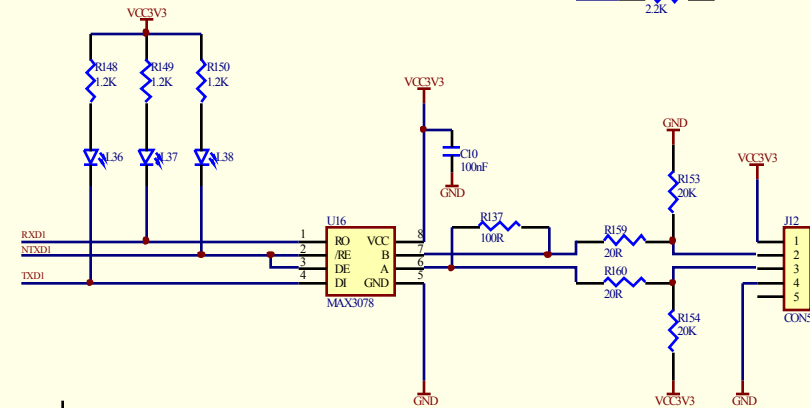 2.2K
VCC3V3
R148
1.2K
R149
1.2K
R150
1.2K
L36
L37
L38
VCC3V3
C10
100nF
GND
GND
R153
20K
VCC3V3
RXD1
NTXD1
TXD1
U16
1 RO VCC 8
2 /RE B 7
3 DE A 6
4 DI GND 5
MAX3078
R137
100R
R159
20R
R160
20R
R154
20K
J12
1
2
3
4
5
CON5
GND
VCC3V3
GND